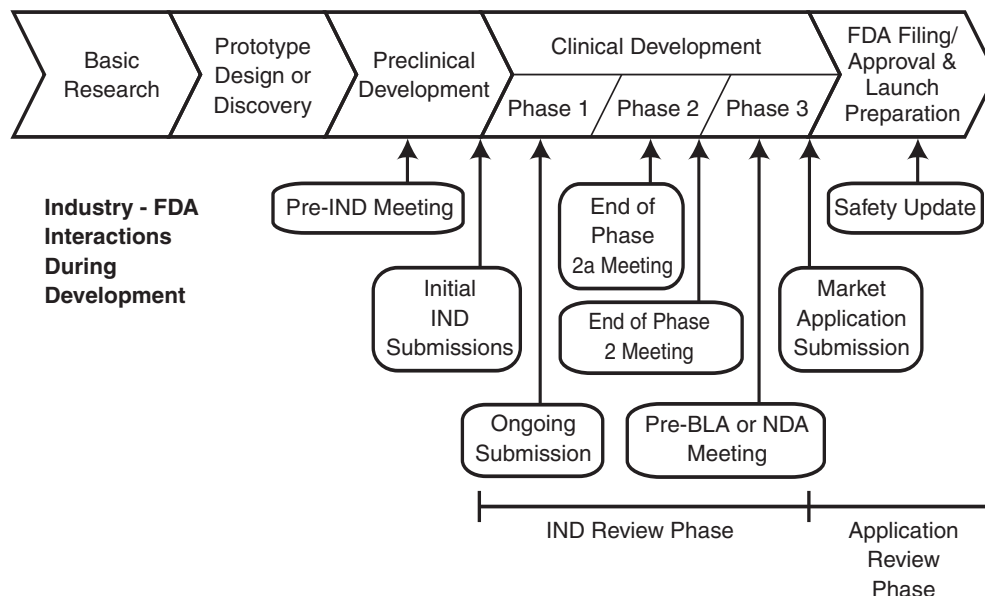 Basic
Research
Prototype
Design or
Discovery
Preclinical
Development
Clinical Development
Phase 1
Phase 2
Phase 3
FDA Filing/
Approval &
Launch
Preparation
Industry - FDA
Interactions
During
Development
Pre-IND Meeting
Initial
IND
Submissions
Ongoing
Submission
End of
Phase
2a Meeting
End of Phase
2 Meeting
Pre-BLA or NDA
Meeting
Market
Application
Submission
Safety Update
IND Review Phase
Application
Review
Phase